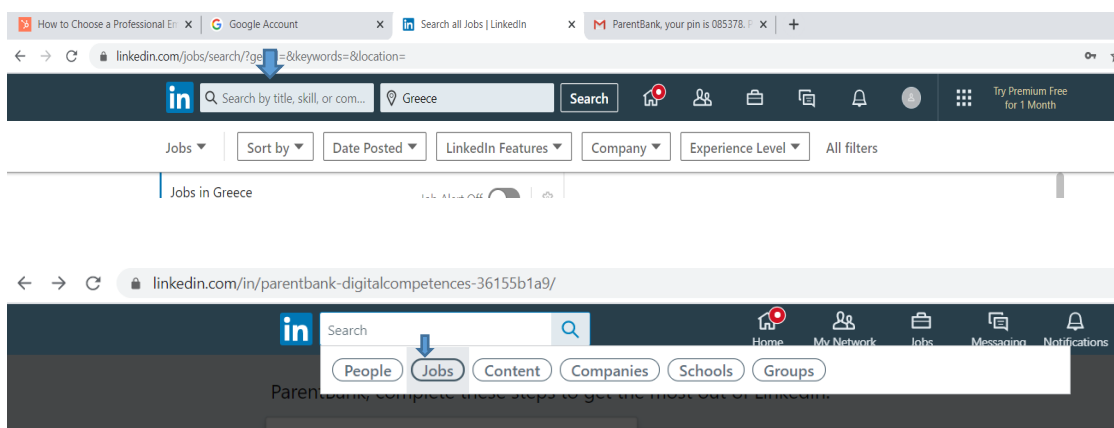 How to Choose a Professional Em
Google Account
Search all Jobs | LinkedIn
ParentBank, your pin is 085378. P
linkedin.com/jobs/search/?ge =&keywords=&location=
in Search by title, skill, or com... Greece Search Try Premium Free
for 1 Month
Jobs Sort by Date Posted LinkedIn Features Company Experience Level All filters
Jobs in Greece Job Alert Off
linkedin.com/in/parentbank-digitalcompetences-36155b1a9/
in Search Home My Network Jobs Messaging Notifications
People Jobs Content Companies Schools Groups
ParentBank, complete these steps to get the most out of LinkedIn.